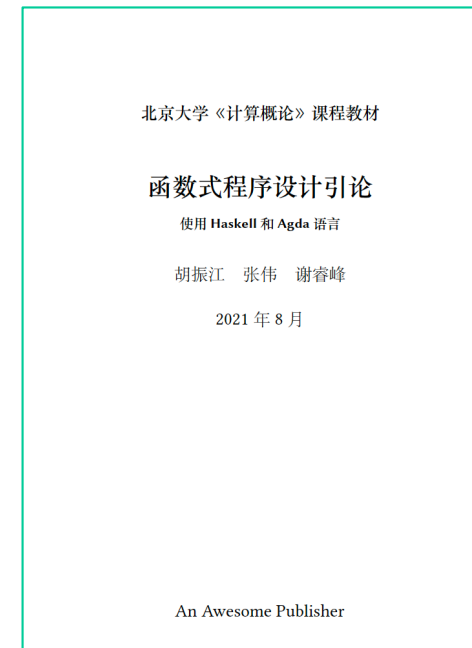 北京大学《计算概论》课程教材
函数式程序设计引论
使用 Haskell 和 Agda 语言
胡振江 张伟 谢睿峰
2021 年 8 月
An Awesome Publisher